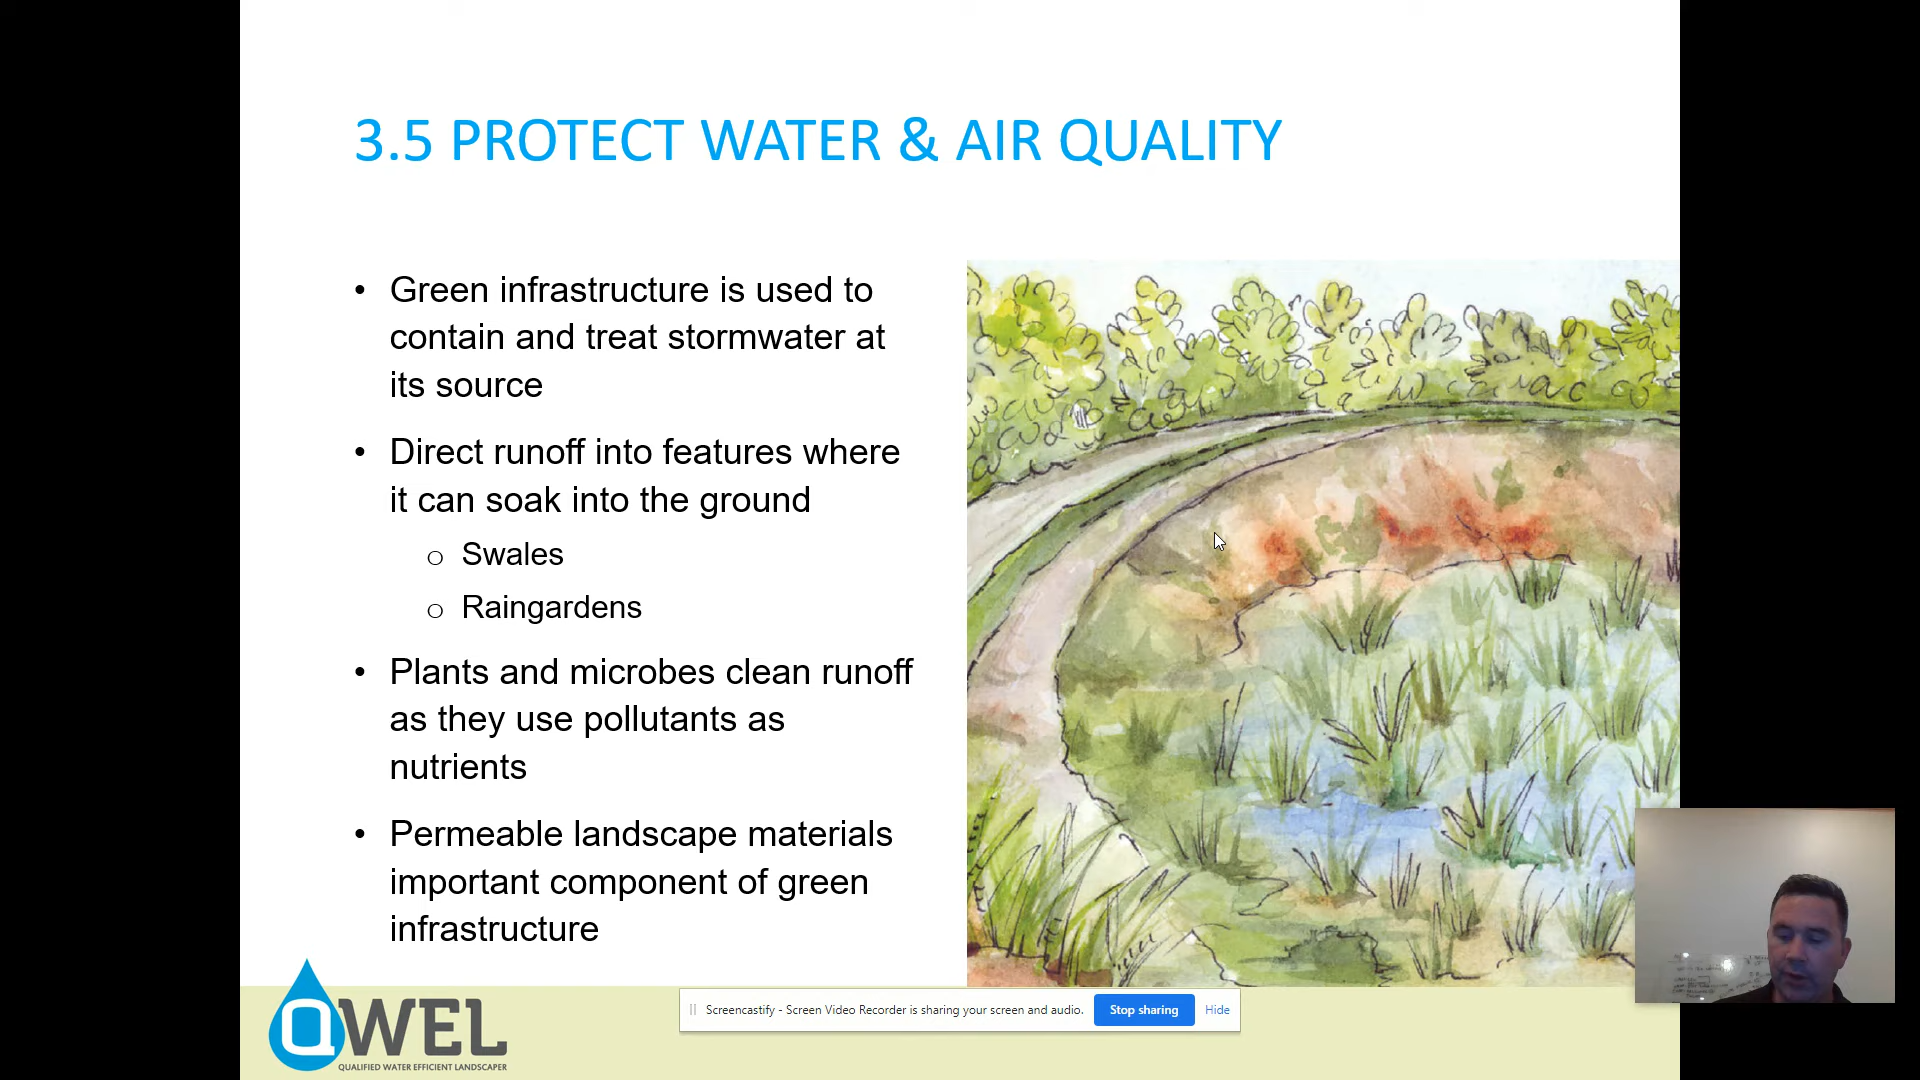 3.5 PROTECT WATER & AIR QUALITY
• Green infrastructure is used to
contain and treat stormwater at
its source
• Direct runoff into features where
it can soak into the ground
o Swales
o Raingardens
• Plants and microbes clean runoff
as they use pollutants as
nutrients
• Permeable landscape materials
important component of green
infrastructure
QWEL
QUALIFIED WATER EFFICIENT LANDSCAPER
Screencastify - Screen Video Recorder is sharing your screen and audio.
Stop sharing
Hide